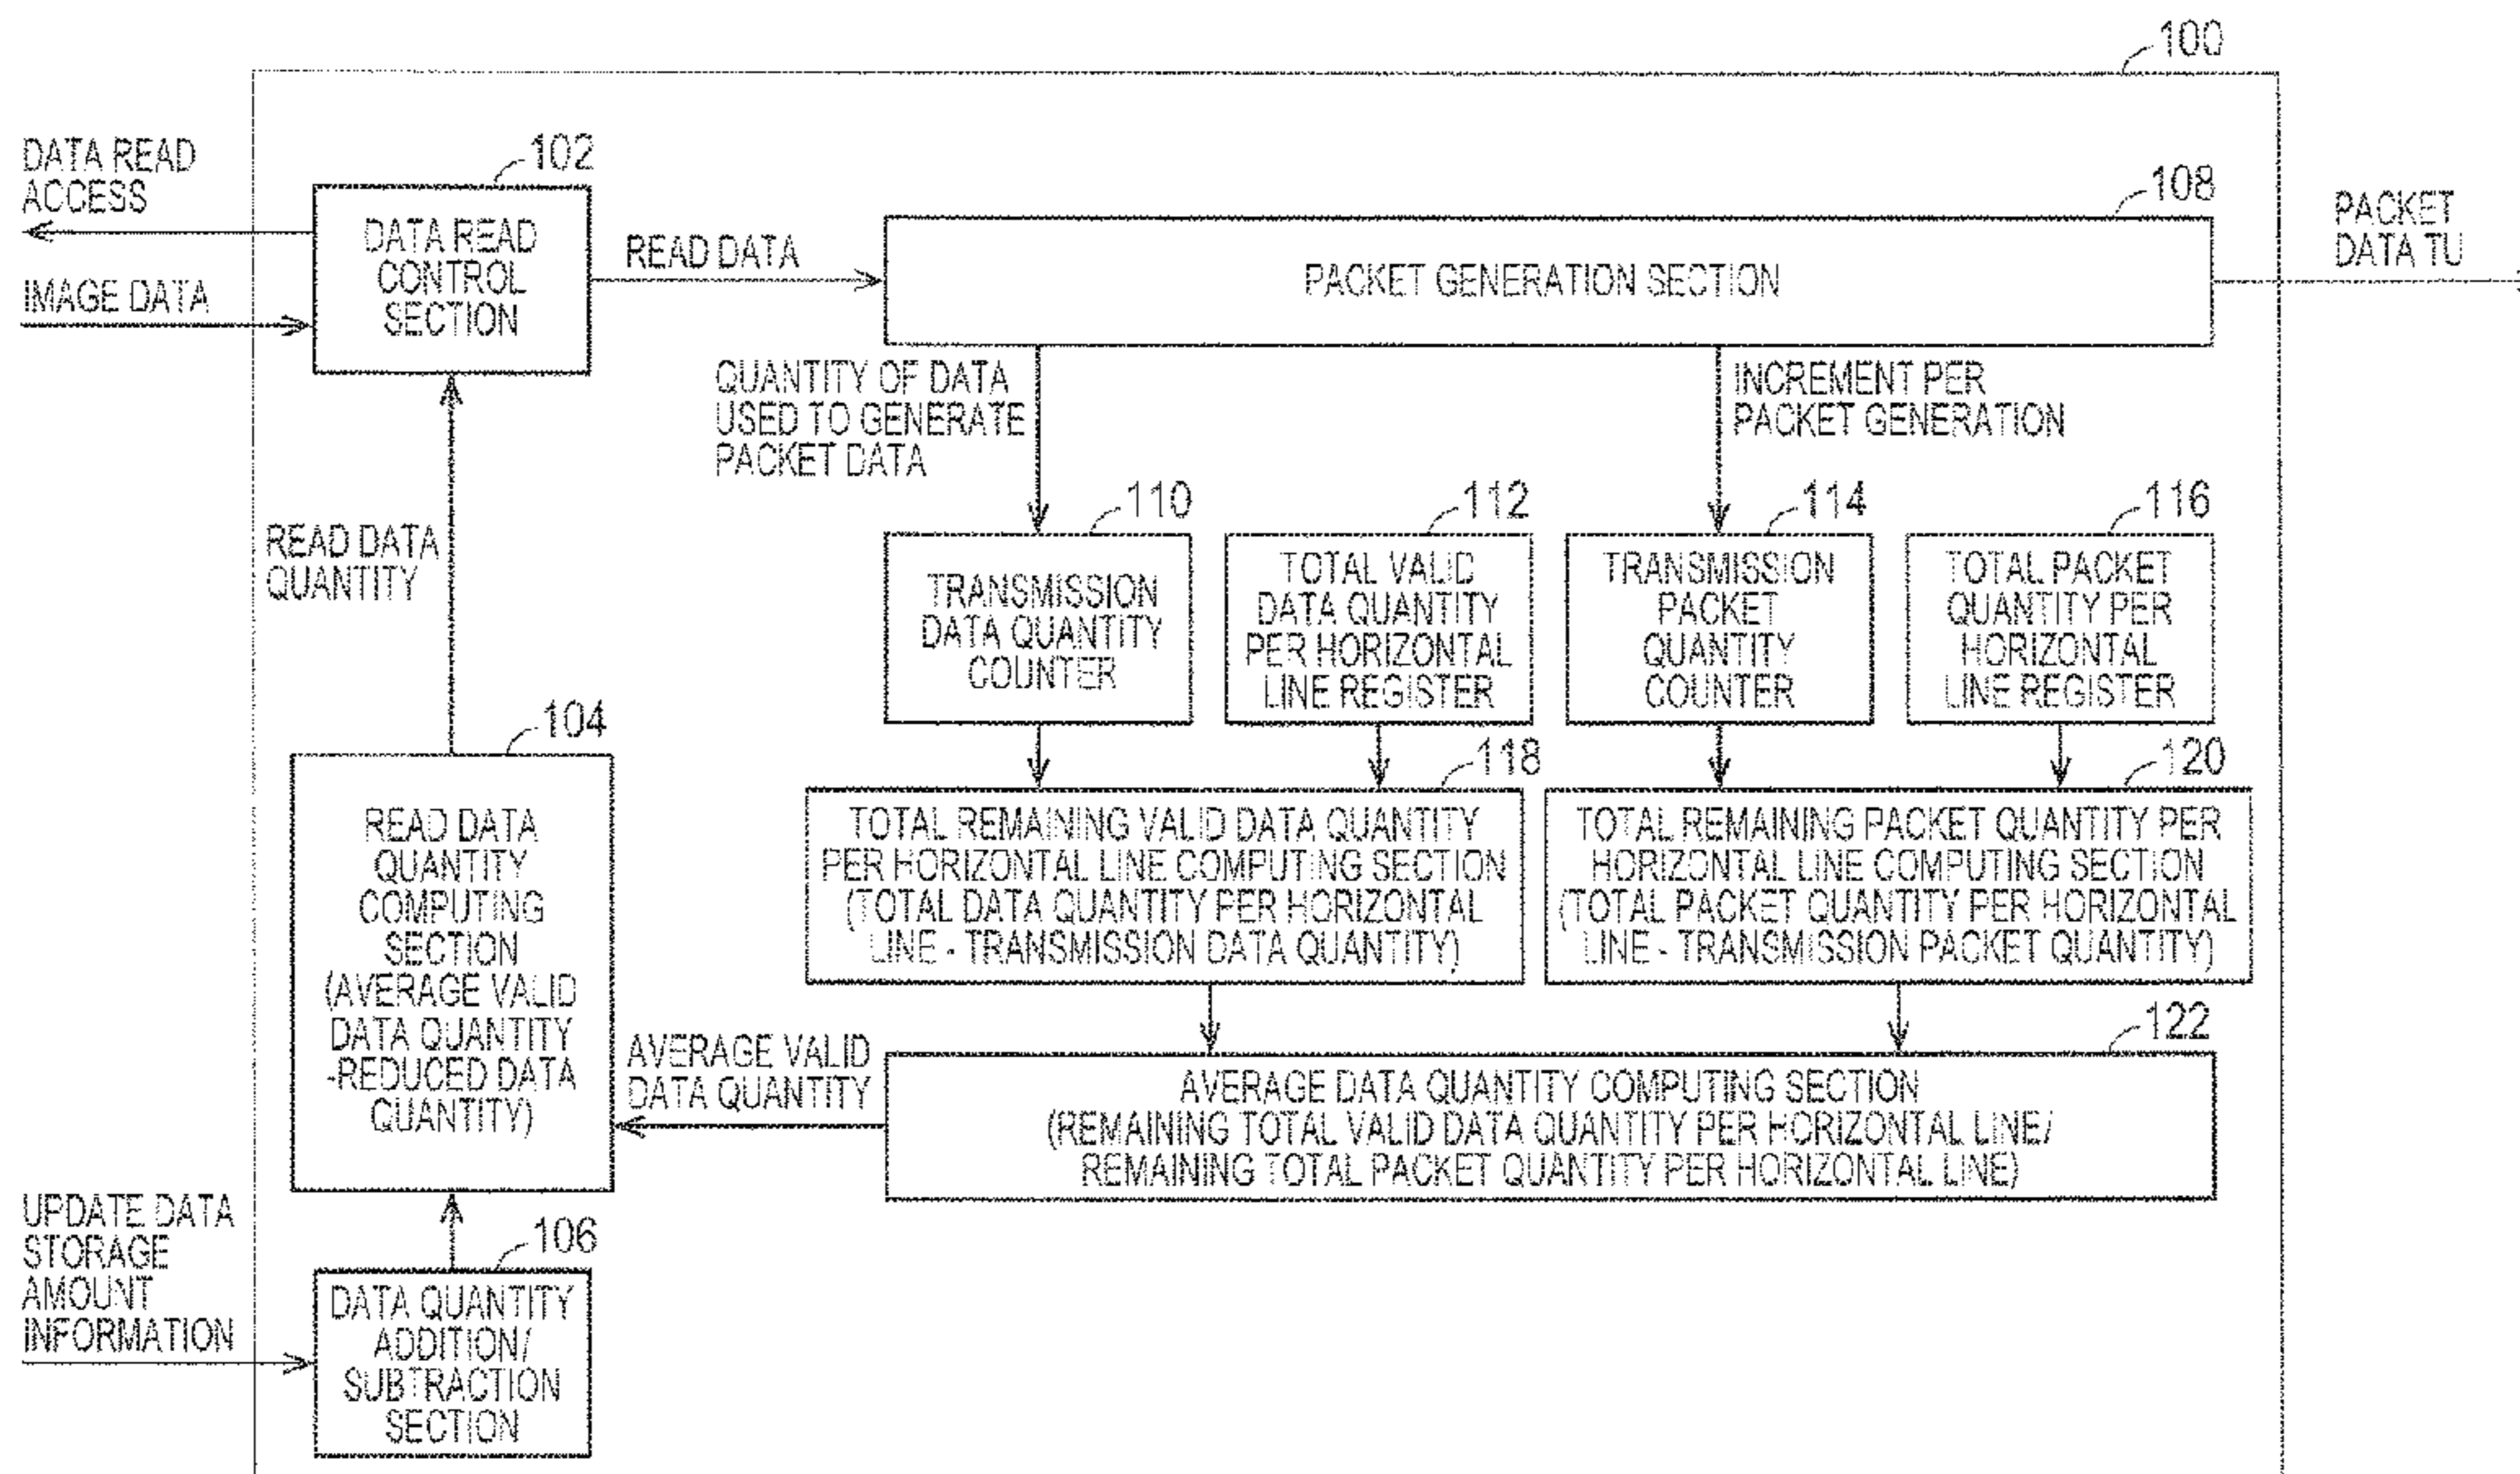 100
DATA READ
ACCESS
IMAGE DATA
102
DATA READ
CONTROL
SECTION
READ DATA
108
PACKET GENERATION SECTION
PACKET
DATA TU
QUANTITY OF DATA
USED TO GENERATE
PACKET DATA
INCREMENT PER
PACKET GENERATION
READ DATA
QUANTITY
110
TRANSMISSION
DATA QUANTITY
COUNTER
112
TOTAL VALID
DATA QUANTITY
PER HORIZONTAL
LINE REGISTER
114
TRANSMISSION
PACKET
QUANTITY
COUNTER
116
TOTAL PACKET
QUANTITY PER
HORIZONTAL
LINE REGISTER
104
READ DATA
QUANTITY
COMPUTING
SECTION
(AVERAGE VALID
DATA QUANTITY
-REDUCED DATA
QUANTITY)
118
TOTAL REMAINING VALID DATA QUANTITY
PER HORIZONTAL LINE COMPUTING SECTION
(TOTAL DATA QUANTITY PER HORIZONTAL
LINE - TRANSMISSION DATA QUANTITY)
120
TOTAL REMAINING PACKET QUANTITY PER
HORIZONTAL LINE COMPUTING SECTION
(TOTAL PACKET QUANTITY PER HORIZONTAL
LINE - TRANSMISSION PACKET QUANTITY)
AVERAGE VALID
DATA QUANTITY
122
AVERAGE DATA QUANTITY COMPUTING SECTION
(REMAINING TOTAL VALID DATA QUANTITY PER HORIZONTAL LINE/
REMAINING TOTAL PACKET QUANTITY PER HORIZONTAL LINE)
UPDATE DATA
STORAGE
AMOUNT
INFORMATION
106
DATA QUANTITY
ADDITION/
SUBTRACTION
SECTION